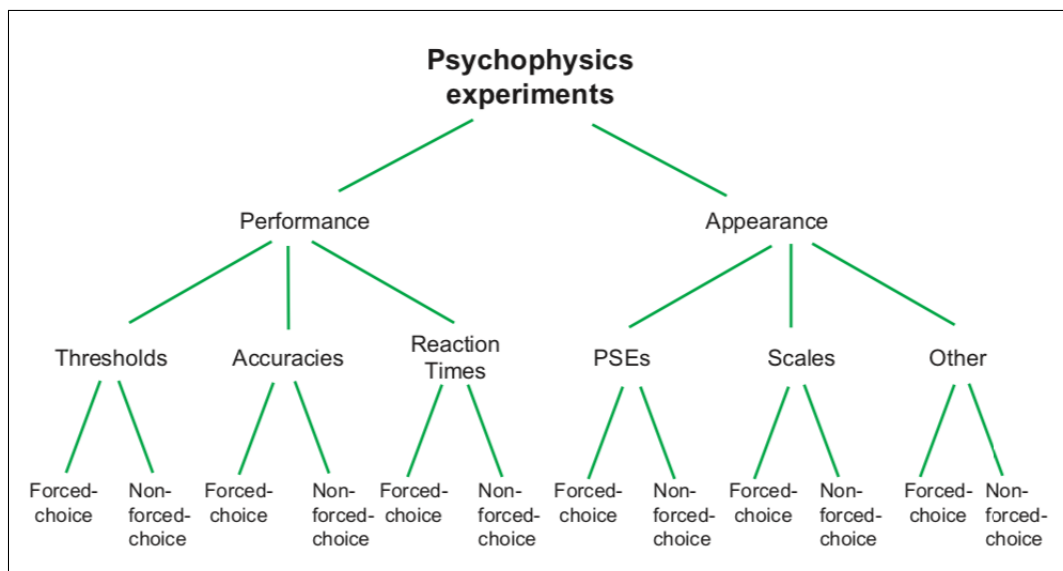 Psychophysics
experiments
Performance
Appearance
Thresholds
Accuracies
Reaction
Times
PSEs
Scales
Other
Forced-
choice
Non-
forced-
choice
Forced-
choice
Non-
forced-
choice
Forced-
choice
Non-
forced-
choice
Forced-
choice
Non-
forced-
choice
Forced-
choice
Non-
forced-
choice
Forced-
choice
Non-
forced-
choice